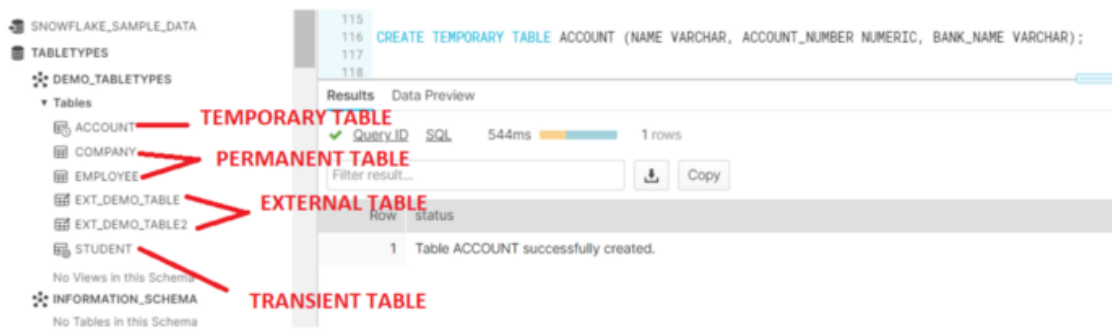 SNOWFLAKE_SAMPLE_DATA
TABLETYPES
DEMO_TABLETYPES
Tables
ACCOUNT
COMPANY
EMPLOYEE
EXT_DEMO_TABLE
EXT_DEMO_TABLE2
STUDENT
No Views in this Schema
INFORMATION_SCHEMA
No Tables in this Schema
TEMPORARY TABLE
PERMANENT TABLE
EXTERNAL TABLE
TRANSIENT TABLE
115
116 CREATE TEMPORARY TABLE ACCOUNT (NAME VARCHAR, ACCOUNT_NUMBER NUMERIC, BANK_NAME VARCHAR);
117
118
Results Data Preview
Query ID SQL 544ms 1 rows
Filter result... Copy
Row status
1 Table ACCOUNT successfully created.